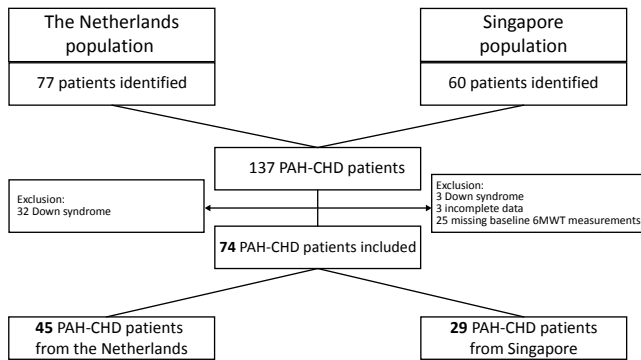 The Netherlands
population
77 patients identified
Singapore
population
60 patients identified
137 PAH-CHD patients
Exclusion:
32 Down syndrome
Exclusion:
3 Down syndrome
3 incomplete data
25 missing baseline 6MWT measurements
74 PAH-CHD patients included
45 PAH-CHD patients
from the Netherlands
29 PAH-CHD patients
from Singapore